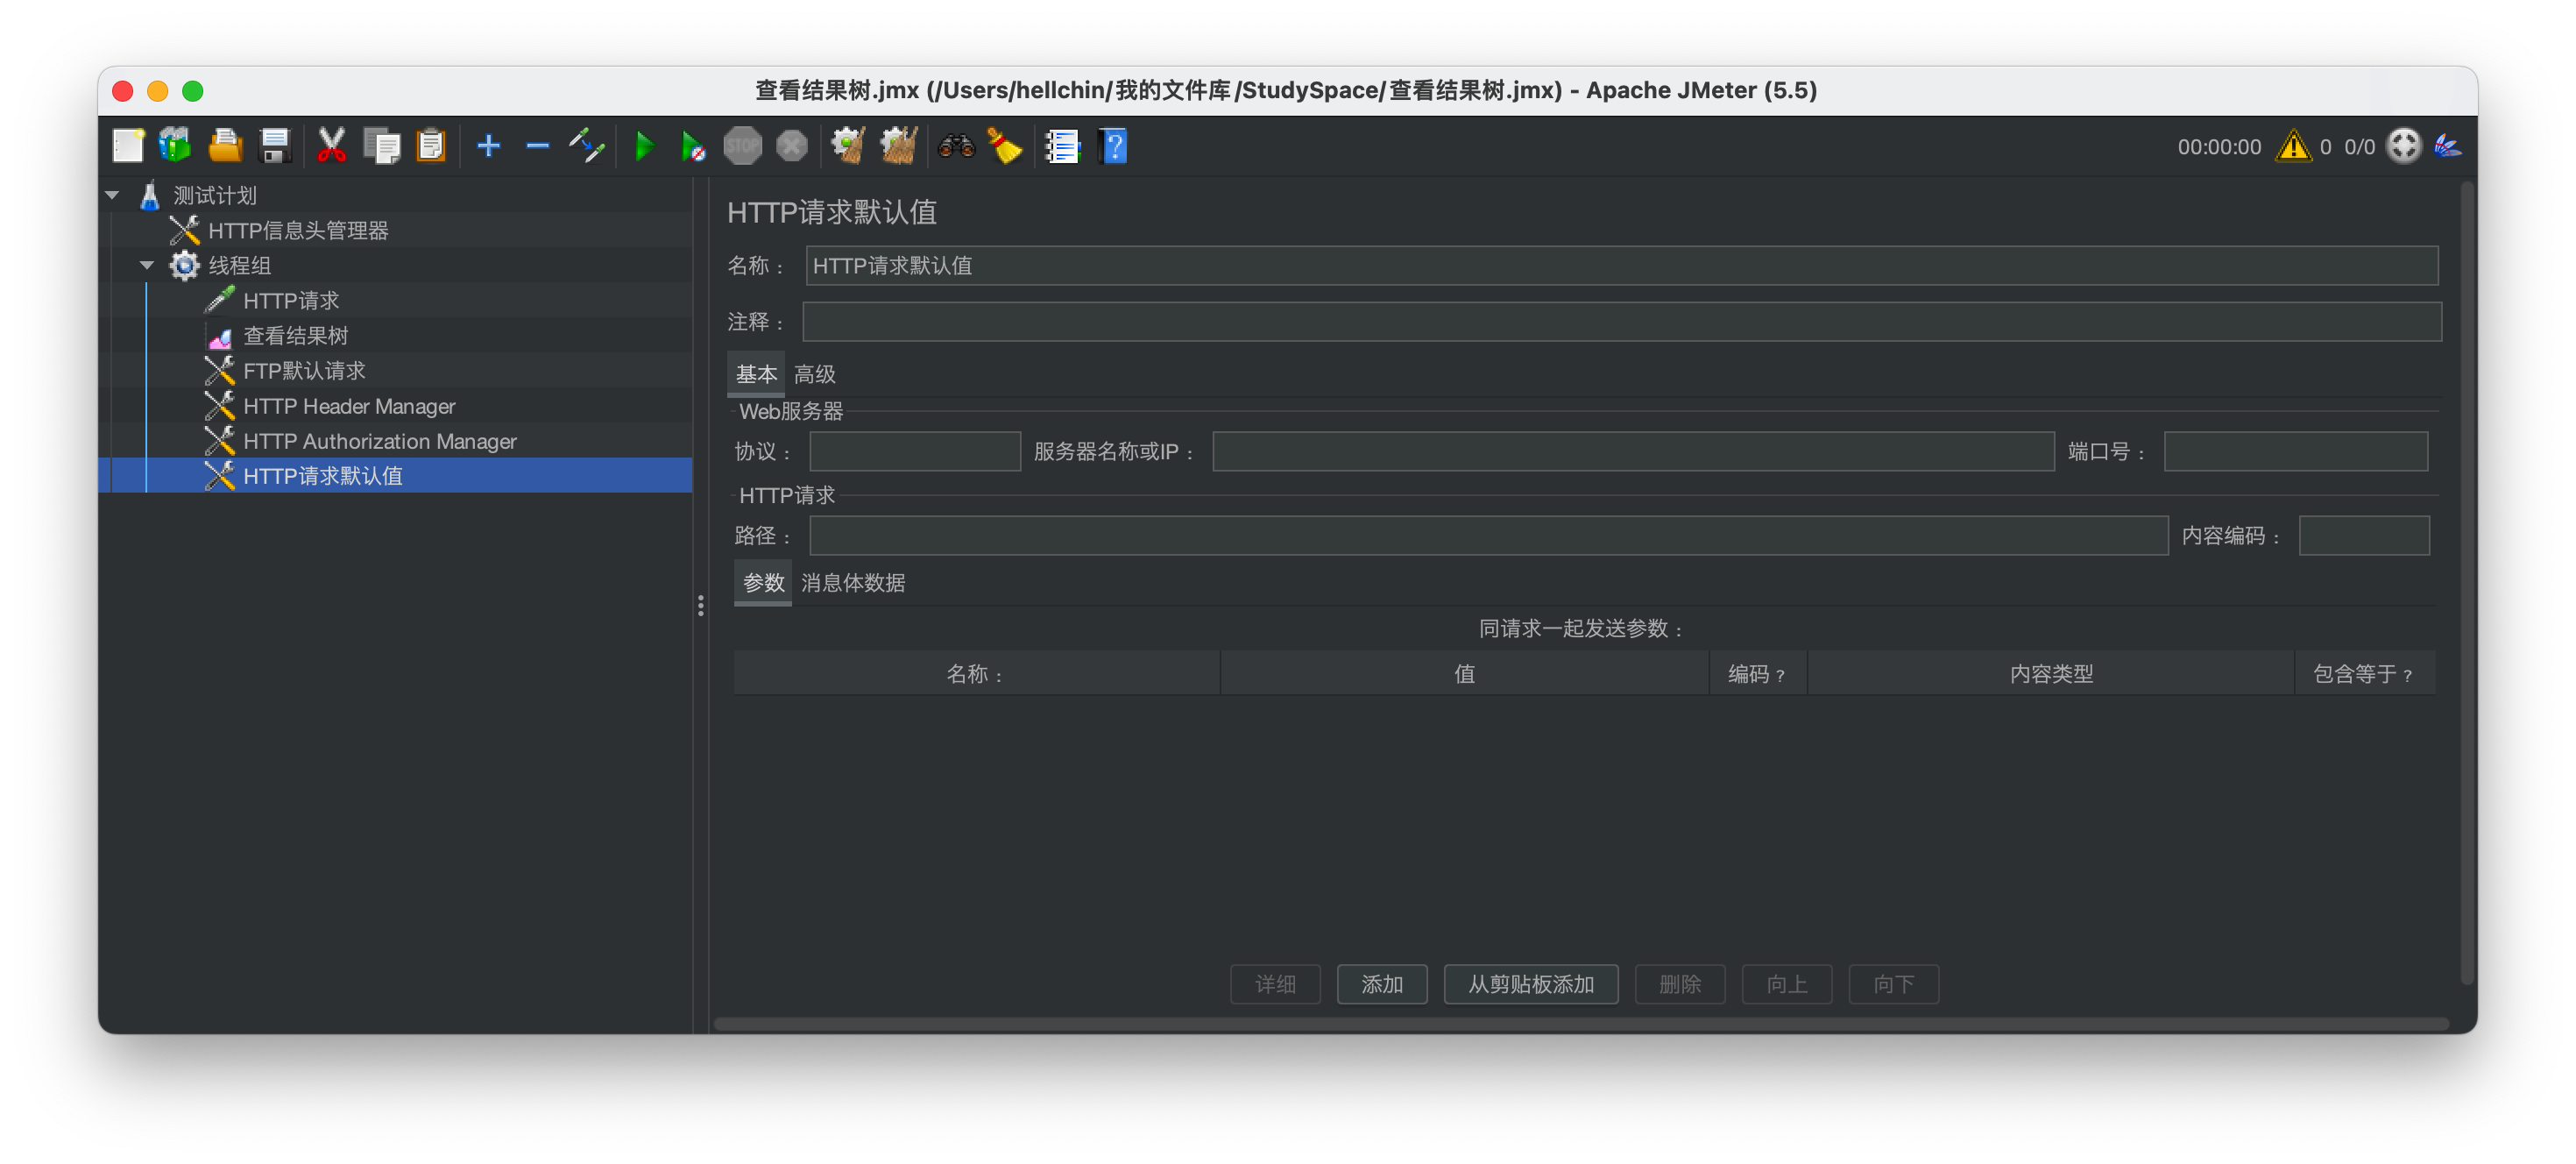 查看结果树.jmx (/Users/hellchin/我的文件库/StudySpace/查看结果树.jmx) - Apache JMeter (5.5)
STOP
?
00:00:00
0 0/0
测试计划
HTTP信息头管理器
线程组
HTTP请求
查看结果树
FTP默认请求
HTTP Header Manager
HTTP Authorization Manager
HTTP请求默认值
HTTP请求默认值
名称： HTTP请求默认值
注释：
基本 高级
Web服务器
协议： 服务器名称或IP： 端口号：
HTTP请求
路径： 内容编码：
参数 消息体数据
同请求一起发送参数：
名称： 值 编码？ 内容类型 包含等于？
详细 添加 从剪贴板添加 删除 向上 向下